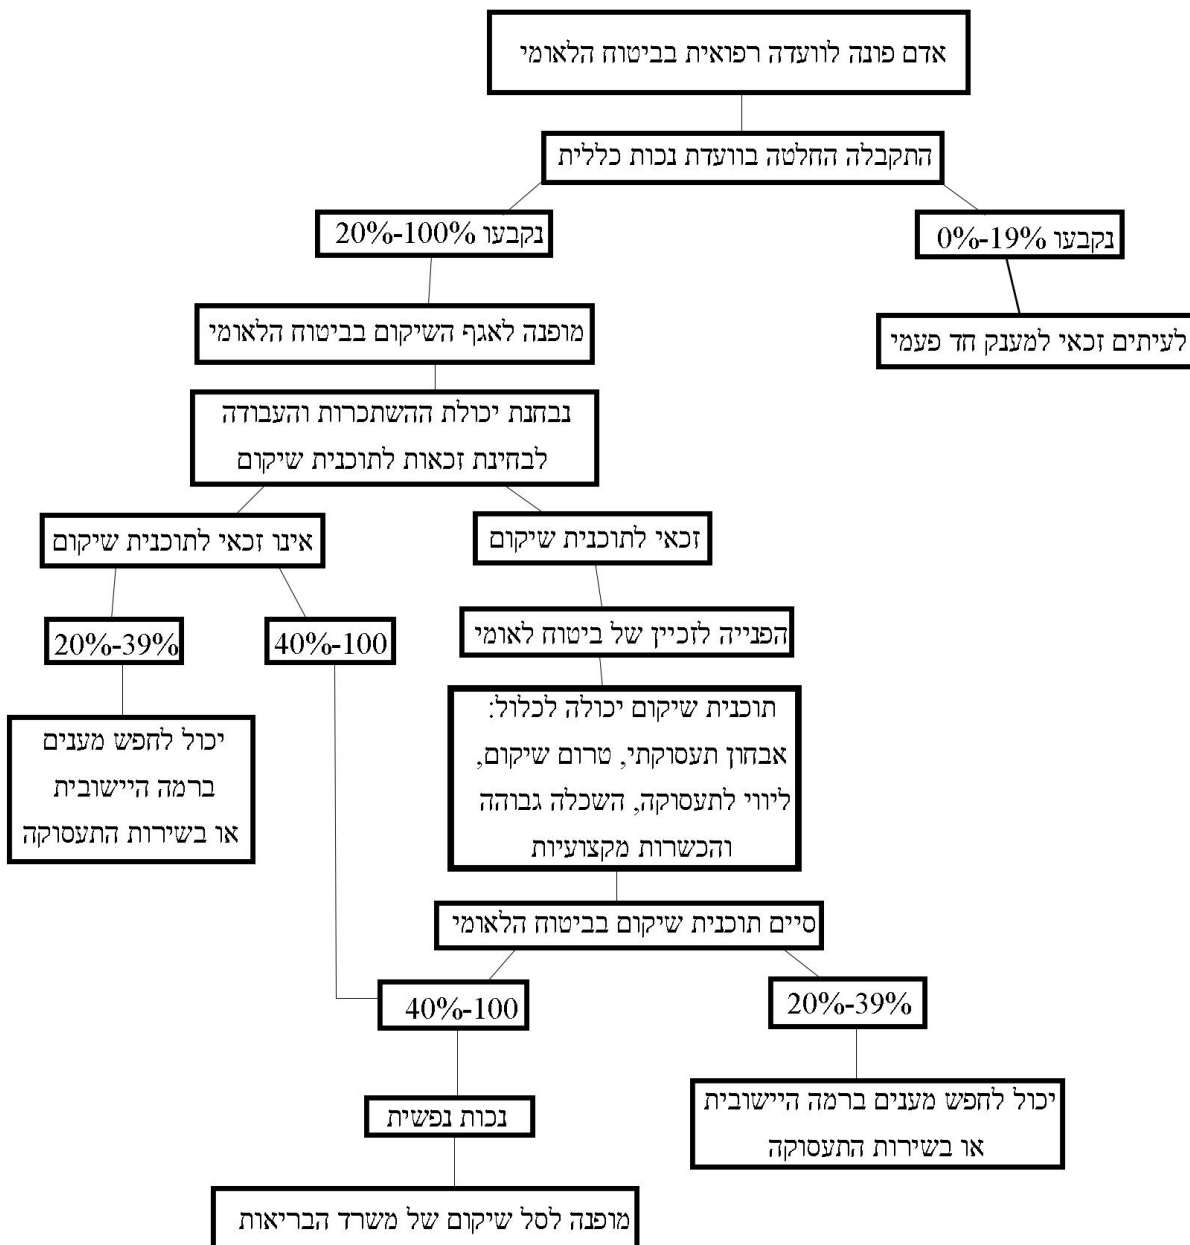 אדם פונה לוועדה רפואית בביטוח הלאומי
התקבלה החלטה בוועדת נכות כללית
נקבעו 0%-19%
נקבעו 20%-100%
לעיתים זכאי למענק חד פעמי
מופנה לאגף השיקום בביטוח הלאומי
נבחנת יכולת ההשתכרות והעבודה
לבחינת זכאות לתוכנית שיקום
זכאי לתוכנית שיקום
אינו זכאי לתוכנית שיקום
הפנייה לזכיין של ביטוח לאומי
40%-100
20%-39%
תוכנית שיקום יכולה לכלול:
אבחון תעסוקתי, טרום שיקום,
ליווי לתעסוקה, השכלה גבוהה
והכשרות מקצועיות
יכול לחפש מענים
ברמה היישובית
או בשירות התעסוקה
סיים תוכנית שיקום בביטוח הלאומי
20%-39%
40%-100
יכול לחפש מענים ברמה היישובית
או בשירות התעסוקה
נכות נפשית
מופנה לסל שיקום של משרד הבריאות